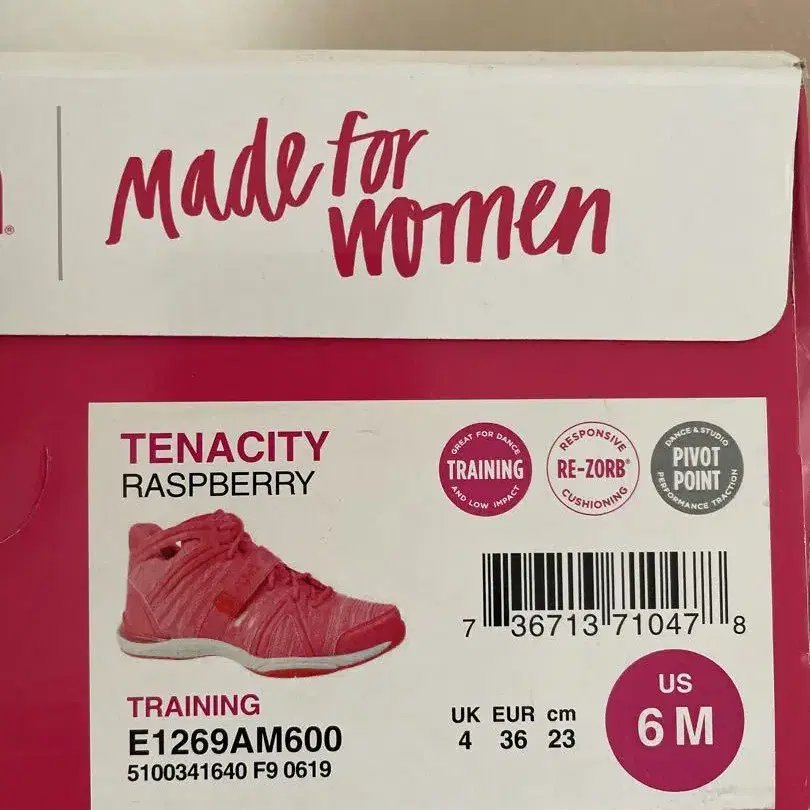 ®
Made for
women
TENACITY
RASPBERRY
GREAT FOR DANCE
TRAINING
AND LOW IMPACT
RESPONSIVE
RE-ZORB®
CUSHIONING
DANCE & STUDIO
PIVOT
POINT
PERFORMANCE TRACTION
7 36713 71047 8
TRAINING
E1269AM600
5100341640 F9 0619
UK EUR cm
4 36 23
US
6 M